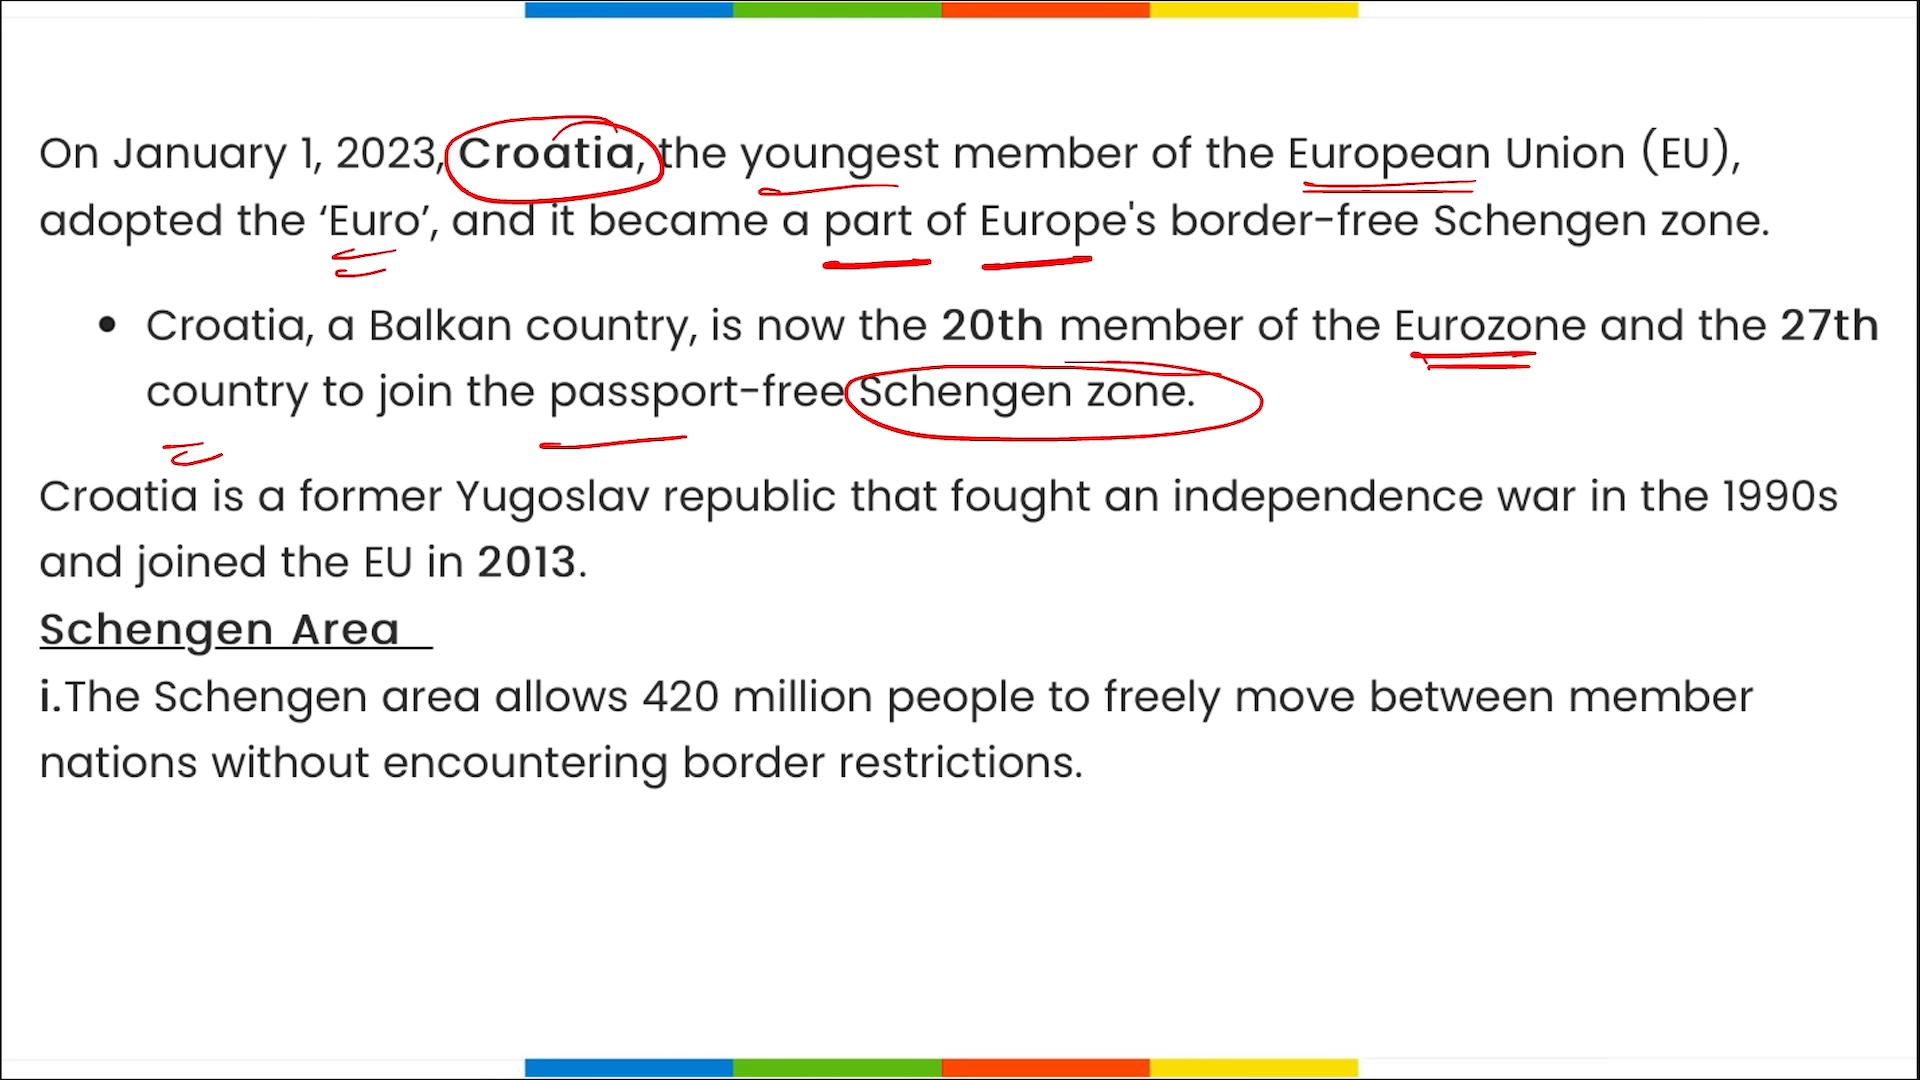 On January 1, 2023, Croatia, the youngest member of the European Union (EU),
adopted the ‘Euro’, and it became a part of Europe's border-free Schengen zone.
• Croatia, a Balkan country, is now the 20th member of the Eurozone and the 27th
country to join the passport-free Schengen zone.
Croatia is a former Yugoslav republic that fought an independence war in the 1990s
and joined the EU in 2013.
Schengen Area
i.The Schengen area allows 420 million people to freely move between member
nations without encountering border restrictions.